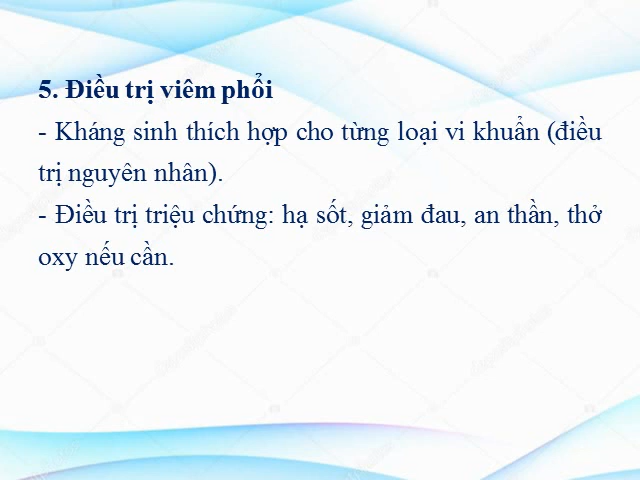 5. Điều trị viêm phổi
- Kháng sinh thích hợp cho từng loại vi khuẩn (điều
trị nguyên nhân).
- Điều trị triệu chứng: hạ sốt, giảm đau, an thần, thở
oxy nếu cần.